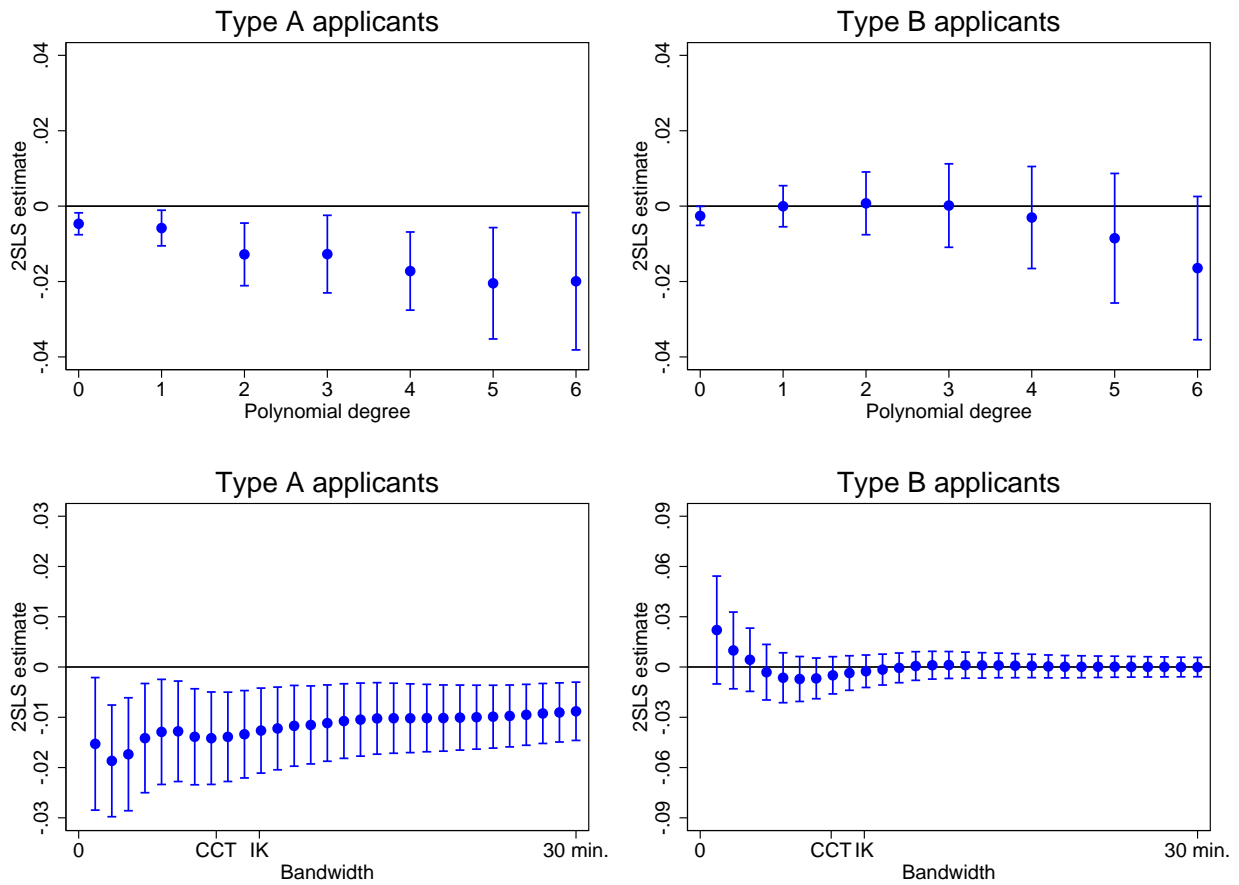 Type A applicants
2SLS estimate
.04
.02
0
-.02
-.04
0 1 2 3 4 5 6
Polynomial degree
Type B applicants
2SLS estimate
.04
.02
0
-.02
-.04
0 1 2 3 4 5 6
Polynomial degree
Type A applicants
2SLS estimate
.03
.02
.01
0
-.01
-.02
-.03
0 CCT IK 30 min.
Bandwidth
Type B applicants
2SLS estimate
.09
.06
.03
0
-.03
-.06
-.09
0 CCT IK 30 min.
Bandwidth